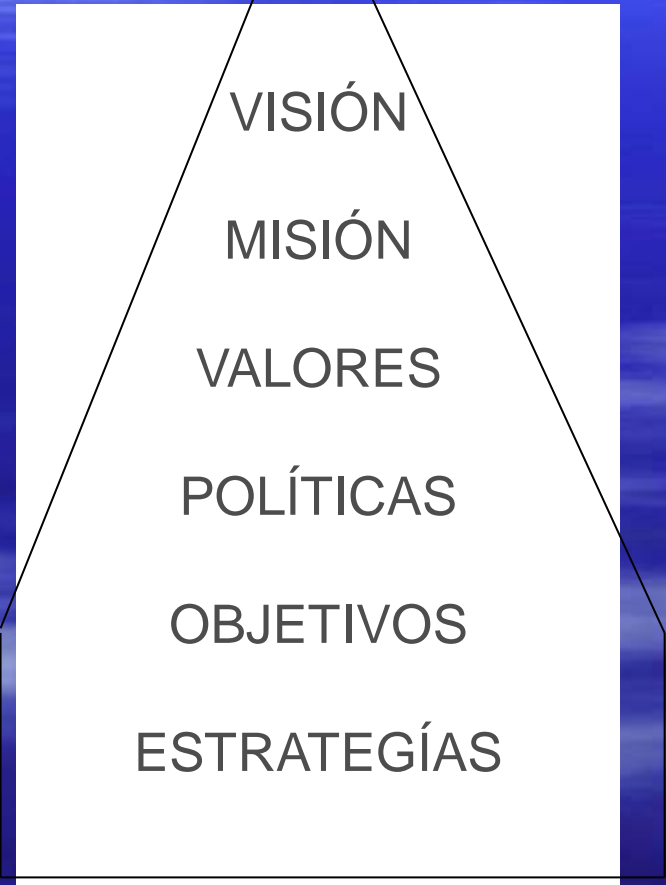 VISIÓN
MISIÓN
VALORES
POLÍTICAS
OBJETIVOS
ESTRATEGÍAS